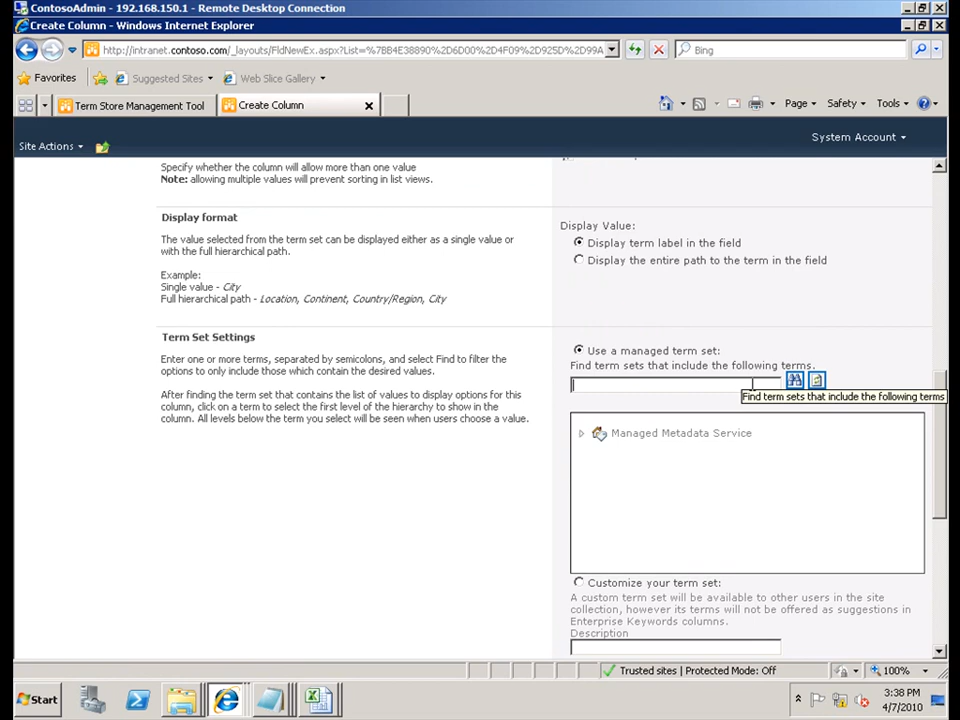 ContosoAdmin - 192.168.150.1 - Remote Desktop Connection
Create Column - Windows Internet Explorer
http://intranet.contoso.com/_layouts/FldNewEx.aspx?List=%7BB4E38890%2D6D00%2D4F09%2D925D%2D99A
Bing
Favorites
Suggested Sites
Web Slice Gallery
Term Store Management Tool
Create Column
Page
Safety
Tools
System Account
Site Actions
Specify whether the column will allow more than one value
Note: allowing multiple values will prevent sorting in list views.
Display format
The value selected from the term set can be displayed either as a single value or
with the full hierarchical path.
Example:
Single value - City
Full hierarchical path - Location, Continent, Country/Region, City
Display Value:
Display term label in the field
Display the entire path to the term in the field
Term Set Settings
Enter one or more terms, separated by semicolons, and select Find to filter the
options to only include those which contain the desired values.
After finding the term set that contains the list of values to display options for this
column, click on a term to select the first level of the hierarchy to show in the
column. All levels below the term you select will be seen when users choose a value.
Use a managed term set:
Find term sets that include the following terms.
Find term sets that include the following terms
Managed Metadata Service
Customize your term set:
A custom term set will be available to other users in the site
collection, however its terms will not be offered as suggestions in
Enterprise Keywords columns.
Description
Trusted sites | Protected Mode: Off
100%
Start
3:38 PM
4/7/2010